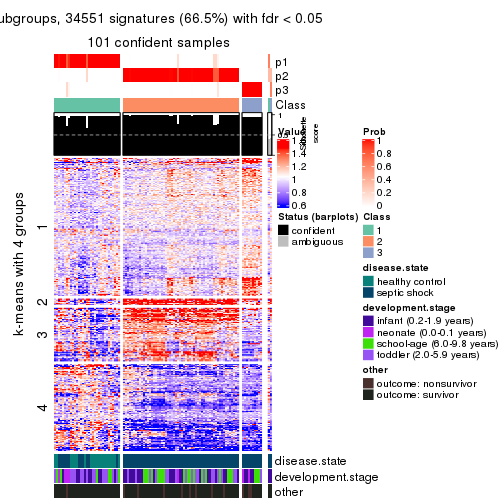 ubgroups, 34551 signatures (66.5%) with fdr < 0.05
101 confident samples
p1
p2
p3
Class
1
score
Value
1.6
1.4
1.2
1
0.8
0.6
Prob
1
0.8
0.6
0.4
0.2
0
Status (barplots)
confident
ambiguous
Class
1
2
3
disease.state
healthy control
septic shock
development.stage
infant (0.2-1.9 years)
neonate (0.0-0.1 years)
school-age (6.0-9.8 years)
toddler (2.0-5.9 years)
other
outcome: nonsurvivor
outcome: survivor
k-means with 4 groups
1
2
3
4
disease.state
development.stage
other